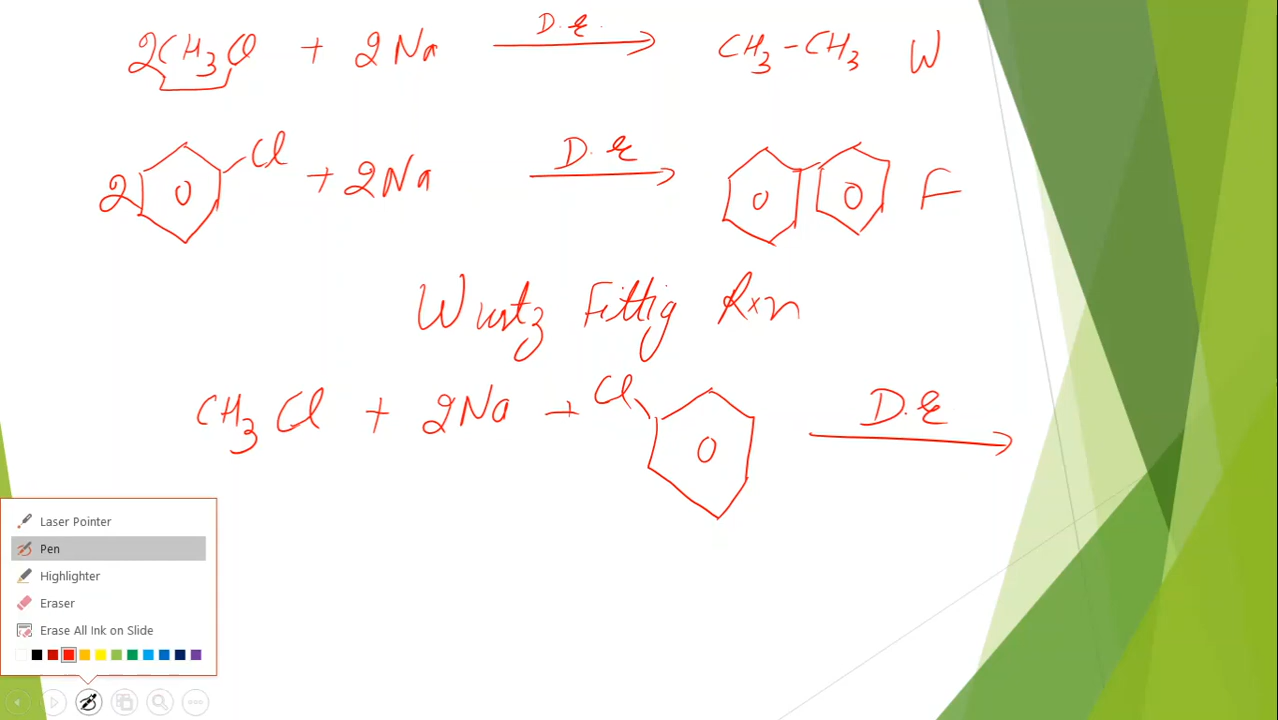 2CH3Cl + 2Na D.E CH3-CH3 W
2 Cl + 2Na D.E F
Wurtz Fittig Rxn
CH3Cl + 2Na + Cl D.E
Laser Pointer
Pen
Highlighter
Eraser
Erase All Ink on Slide